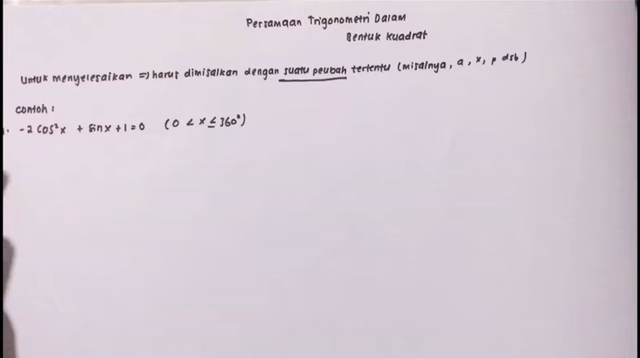 Persamaan Trigonometri Dalam
Bentuk Kuadrat
Untuk menyelesaikan => harus dimisalkan dengan suatu peubah tertentu (misalnya, a, x, p dsb)
Contoh :
1. -2 cos²x + sin x + 1 = 0 (0 < x ≤ 360°)